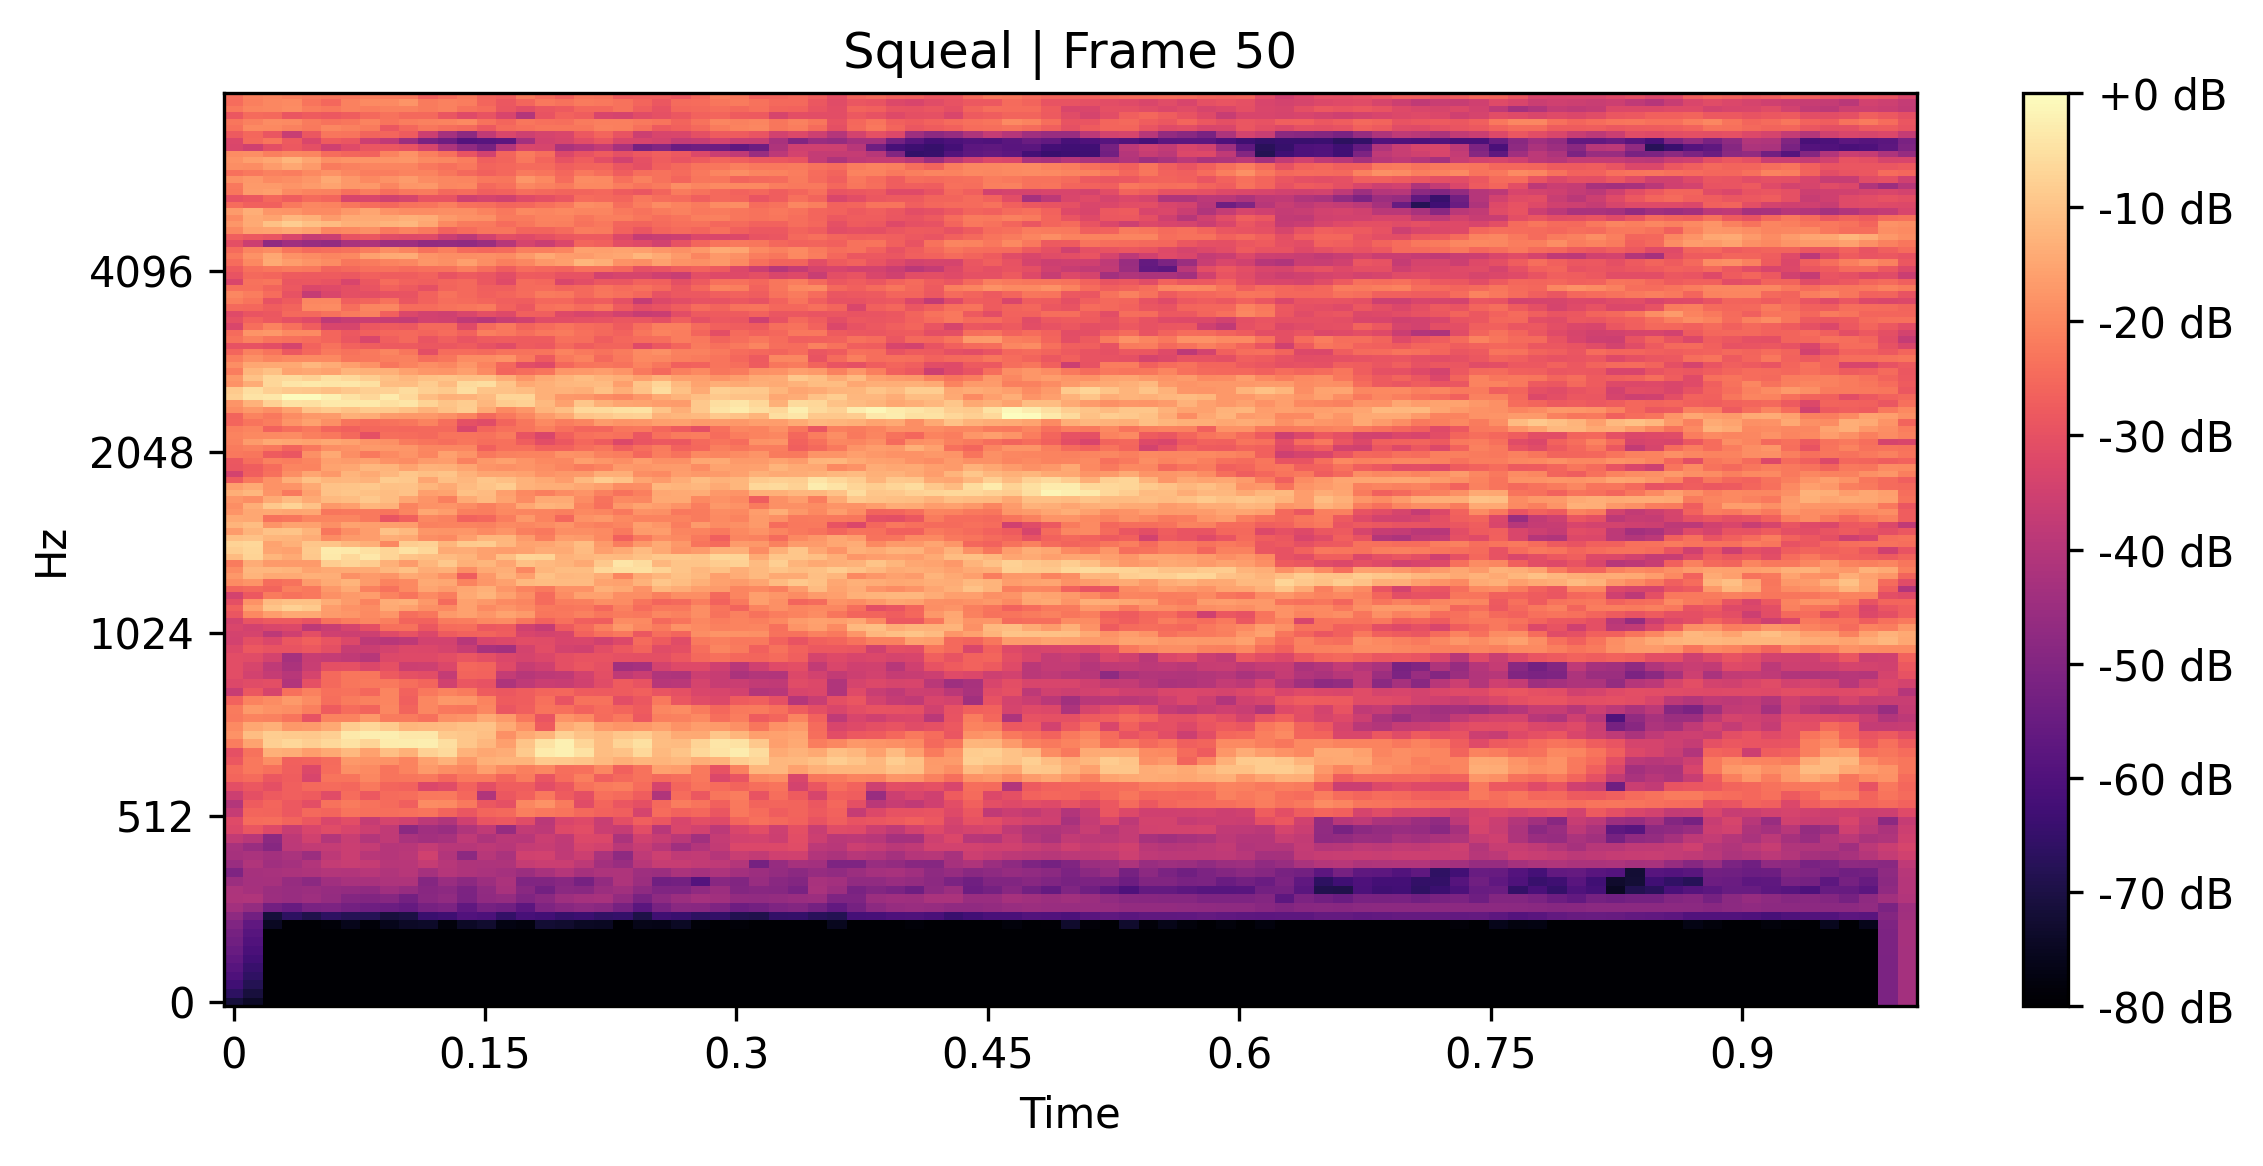 Squeal | Frame 50
Hz
4096
2048
1024
512
0
0 0.15 0.3 0.45 0.6 0.75 0.9
Time
+0 dB
-10 dB
-20 dB
-30 dB
-40 dB
-50 dB
-60 dB
-70 dB
-80 dB